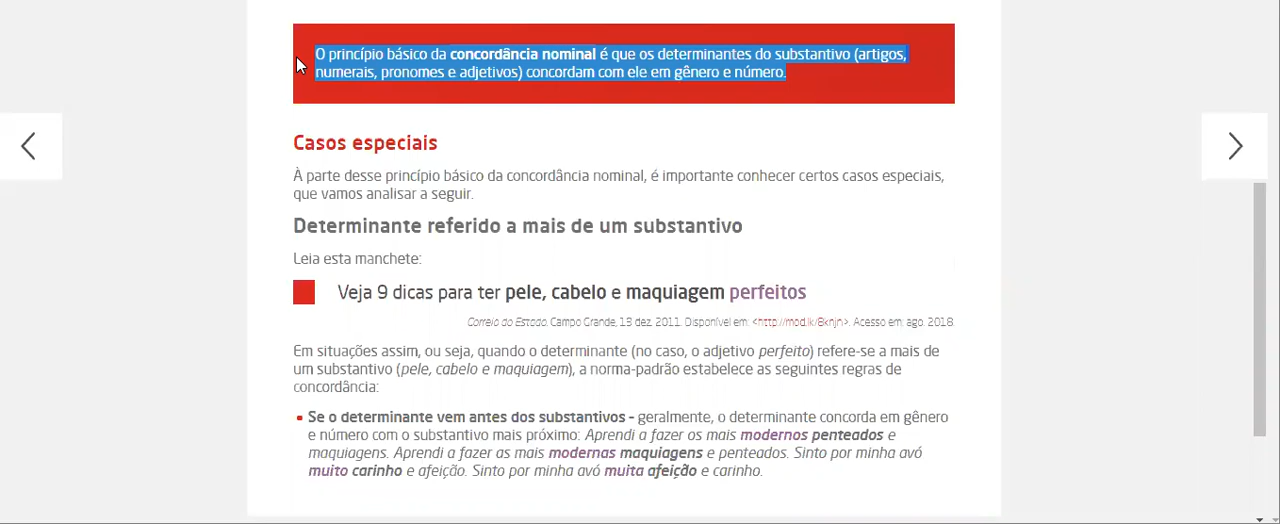 O princípio básico da concordância nominal é que os determinantes do substantivo (artigos,
numerais, pronomes e adjetivos) concordam com ele em gênero e número.
Casos especiais
À parte desse princípio básico da concordância nominal, é importante conhecer certos casos especiais,
que vamos analisar a seguir.
Determinante referido a mais de um substantivo
Leia esta manchete:
Veja 9 dicas para ter pele, cabelo e maquiagem perfeitos
Correio do Estado. Campo Grande, 13 dez. 2011. Disponível em: <http://mod.lk/8knjn>. Acesso em: ago. 2018.
Em situações assim, ou seja, quando o determinante (no caso, o adjetivo perfeito) refere-se a mais de
um substantivo (pele, cabelo e maquiagem), a norma-padrão estabelece as seguintes regras de
concordância:
Se o determinante vem antes dos substantivos – geralmente, o determinante concorda em gênero
e número com o substantivo mais próximo: Aprendi a fazer os mais modernos penteados e
maquiagens. Aprendi a fazer as mais modernas maquiagens e penteados. Sinto por minha avó
muito carinho e afeição. Sinto por minha avó muita afeição e carinho.